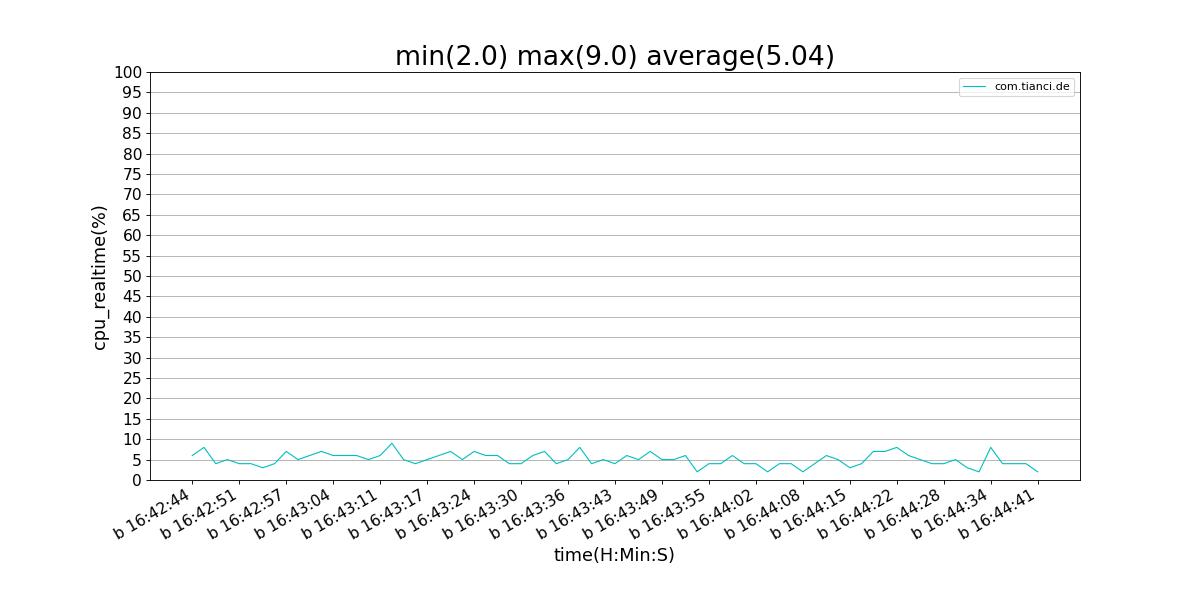 min(2.0) max(9.0) average(5.04)
com.tianci.de
100
95
90
85
80
75
70
65
60
55
50
45
40
35
30
25
20
15
10
5
0
cpu_realtime(%)
b 16:42:44
b 16:42:51
b 16:42:57
b 16:43:04
b 16:43:11
b 16:43:17
b 16:43:24
b 16:43:30
b 16:43:36
b 16:43:43
b 16:43:49
b 16:43:55
b 16:44:02
b 16:44:08
b 16:44:15
b 16:44:22
b 16:44:28
b 16:44:34
b 16:44:41
time(H:Min:S)